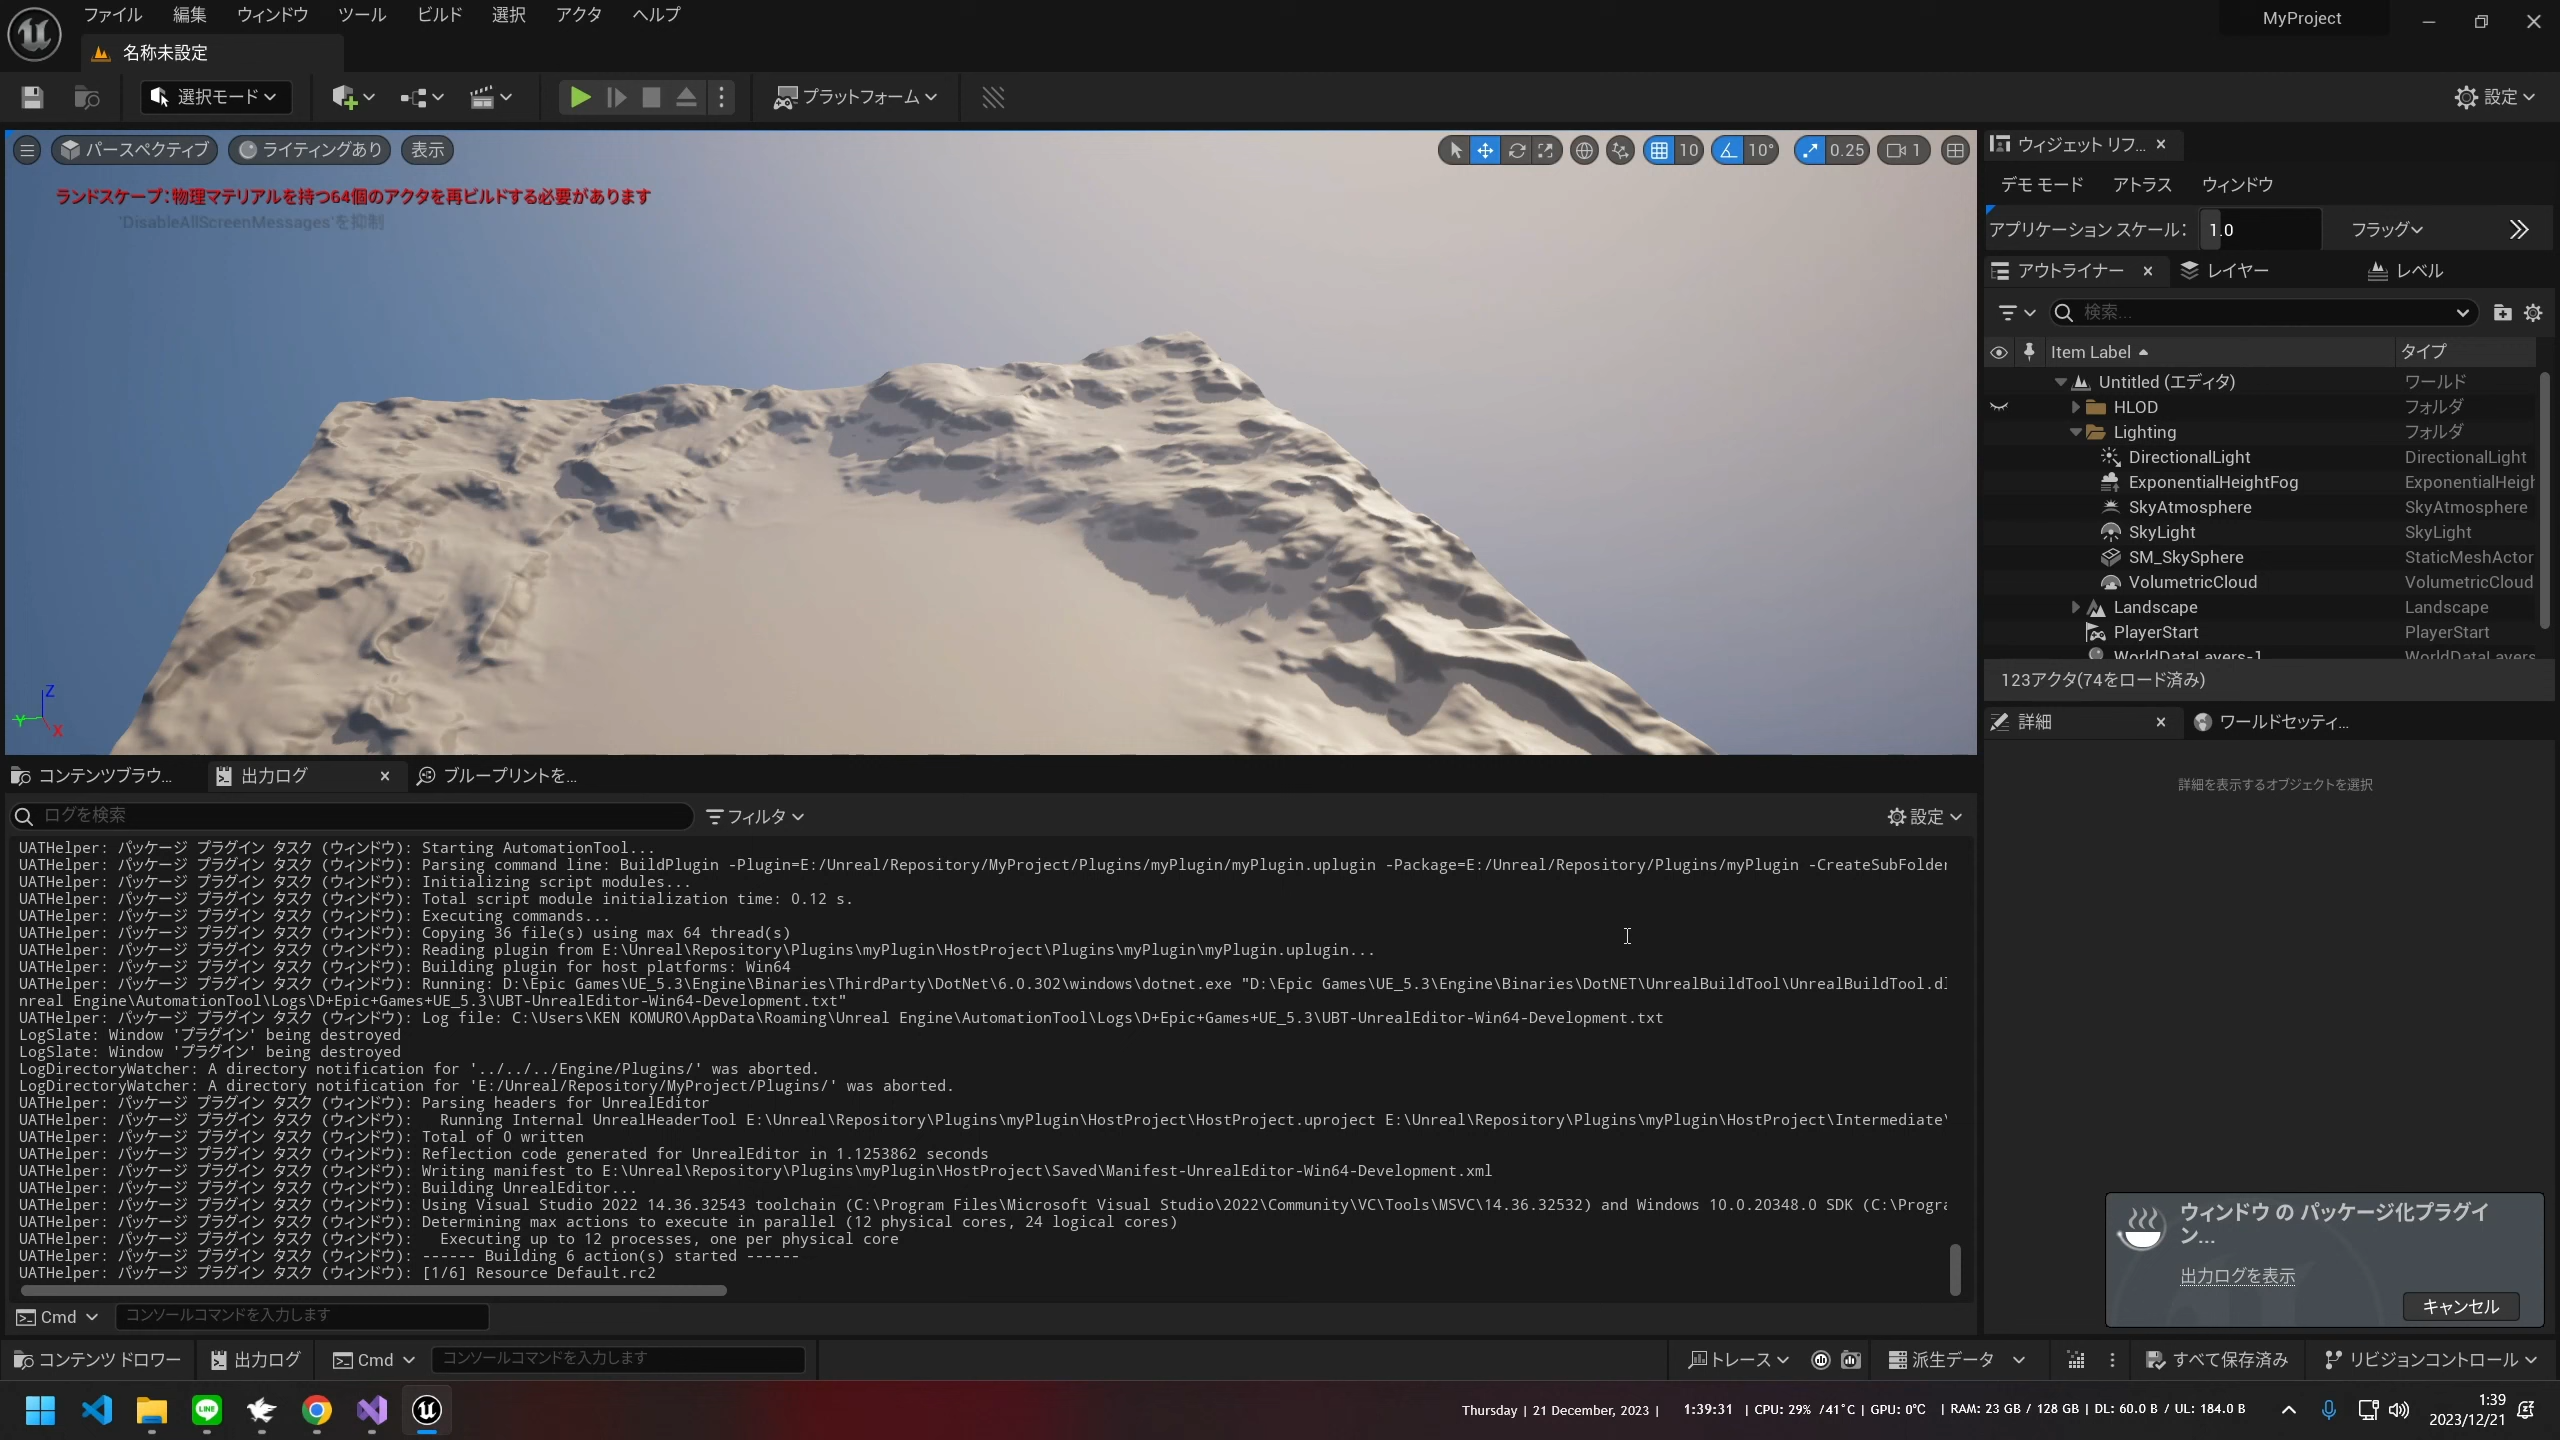 ファイル 編集 ウィンドウ ツール ビルド 選択 アクタ ヘルプ
MyProject
名称未設定
選択モード
プラットフォーム
設定
パースペクティブ ライティングあり 表示
10 10° 0.25 1
ランドスケープ:物理マテリアルを持つ64個のアクタを再ビルドする必要があります
'DisableAllScreenMessages'を抑制
Z
Y
X
ウィジェット リフ...
デモ モード アトラス ウィンドウ
アプリケーション スケール: 1.0 フラッグ
アウトライナー レイヤー レベル
検索...
Item Label タイプ
Untitled (エディタ) ワールド
HLOD フォルダ
Lighting フォルダ
DirectionalLight DirectionalLight
ExponentialHeightFog ExponentialHeigh
SkyAtmosphere SkyAtmosphere
SkyLight SkyLight
SM_SkySphere StaticMeshActor
VolumetricCloud VolumetricCloud
Landscape Landscape
PlayerStart PlayerStart
WorldDataLayers-1 WorldDataLayers
123アクタ(74をロード済み)
詳細 ワールドセッティ...
詳細を表示するオブジェクトを選択
コンテンツブラウ... 出力ログ ブループリントを...
ログを検索 フィルタ 設定
UATHelper: パッケージ プラグイン タスク (ウィンドウ): Starting AutomationTool...
UATHelper: パッケージ プラグイン タスク (ウィンドウ): Parsing command line: BuildPlugin -Plugin=E:/Unreal/Repository/MyProject/Plugins/myPlugin/myPlugin.uplugin -Package=E:/Unreal/Repository/Plugins/myPlugin -CreateSubFolder
UATHelper: パッケージ プラグイン タスク (ウィンドウ): Initializing script modules...
UATHelper: パッケージ プラグイン タスク (ウィンドウ): Total script module initialization time: 0.12 s.
UATHelper: パッケージ プラグイン タスク (ウィンドウ): Executing commands...
UATHelper: パッケージ プラグイン タスク (ウィンドウ): Copying 36 file(s) using max 64 thread(s)
UATHelper: パッケージ プラグイン タスク (ウィンドウ): Reading plugin from E:\Unreal\Repository\Plugins\myPlugin\HostProject\Plugins\myPlugin\myPlugin.uplugin...
UATHelper: パッケージ プラグイン タスク (ウィンドウ): Building plugin for host platforms: Win64
UATHelper: パッケージ プラグイン タスク (ウィンドウ): Running: D:\Epic Games\UE_5.3\Engine\Binaries\ThirdParty\DotNet\6.0.302\windows\dotnet.exe "D:\Epic Games\UE_5.3\Engine\Binaries\DotNET\UnrealBuildTool\UnrealBuildTool.dl
nreal Engine\AutomationTool\Logs\D+Epic+Games+UE_5.3\UBT-UnrealEditor-Win64-Development.txt"
UATHelper: パッケージ プラグイン タスク (ウィンドウ): Log file: C:\Users\KEN KOMURO\AppData\Roaming\Unreal Engine\AutomationTool\Logs\D+Epic+Games+UE_5.3\UBT-UnrealEditor-Win64-Development.txt
LogSlate: Window 'プラグイン' being destroyed
LogSlate: Window 'プラグイン' being destroyed
LogDirectoryWatcher: A directory notification for '../../../Engine/Plugins/' was aborted.
LogDirectoryWatcher: A directory notification for 'E:/Unreal/Repository/MyProject/Plugins/' was aborted.
UATHelper: パッケージ プラグイン タスク (ウィンドウ): Parsing headers for UnrealEditor
UATHelper: パッケージ プラグイン タスク (ウィンドウ): Running Internal UnrealHeaderTool E:\Unreal\Repository\Plugins\myPlugin\HostProject\HostProject.uproject E:\Unreal\Repository\Plugins\myPlugin\HostProject\Intermediate\
UATHelper: パッケージ プラグイン タスク (ウィンドウ): Total of 0 written
UATHelper: パッケージ プラグイン タスク (ウィンドウ): Reflection code generated for UnrealEditor in 1.1253862 seconds
UATHelper: パッケージ プラグイン タスク (ウィンドウ): Writing manifest to E:\Unreal\Repository\Plugins\myPlugin\HostProject\Saved\Manifest-UnrealEditor-Win64-Development.xml
UATHelper: パッケージ プラグイン タスク (ウィンドウ): Building UnrealEditor...
UATHelper: パッケージ プラグイン タスク (ウィンドウ): Using Visual Studio 2022 14.36.32543 toolchain (C:\Program Files\Microsoft Visual Studio\2022\Community\VC\Tools\MSVC\14.36.32532) and Windows 10.0.20348.0 SDK (C:\Progra
UATHelper: パッケージ プラグイン タスク (ウィンドウ): Determining max actions to execute in parallel (12 physical cores, 24 logical cores)
UATHelper: パッケージ プラグイン タスク (ウィンドウ): Executing up to 12 processes, one per physical core
UATHelper: パッケージ プラグイン タスク (ウィンドウ): ------ Building 6 action(s) started ------
UATHelper: パッケージ プラグイン タスク (ウィンドウ): [1/6] Resource Default.rc2
Cmd コンソールコマンドを入力します
ウィンドウ の パッケージ化プラグイ
ン...
出力ログを表示
キャンセル
コンテンツ ドロワー 出力ログ Cmd コンソールコマンドを入力します トレース 派生データ すべて保存済み リビジョンコントロール
LINE
Thursday | 21 December, 2023 | 1:39:31 | CPU: 29% /41°C | GPU: 0°C | RAM: 23 GB / 128 GB | DL: 60.0 B / UL: 184.0 B
1:39
2023/12/21